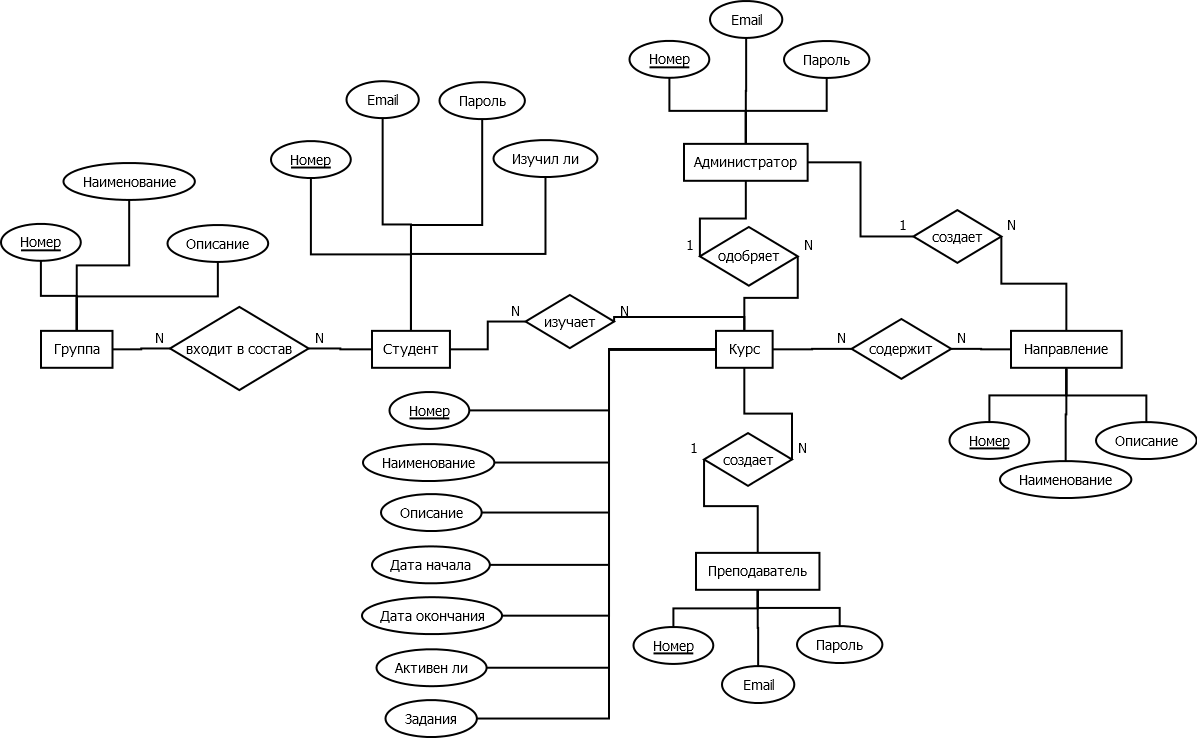 Email
Номер
Пароль
Email
Пароль
Номер
Изучил ли
Администратор
Наименование
1
N
создает
Номер
Описание
1
N
одобряет
N
N
изучает
Группа
N
входит в состав
N
Студент
Курс
N
содержит
N
Направление
Номер
Номер
Описание
1
N
создает
Наименование
Наименование
Описание
Дата начала
Преподаватель
Дата окончания
Номер
Пароль
Активен ли
Email
Задания